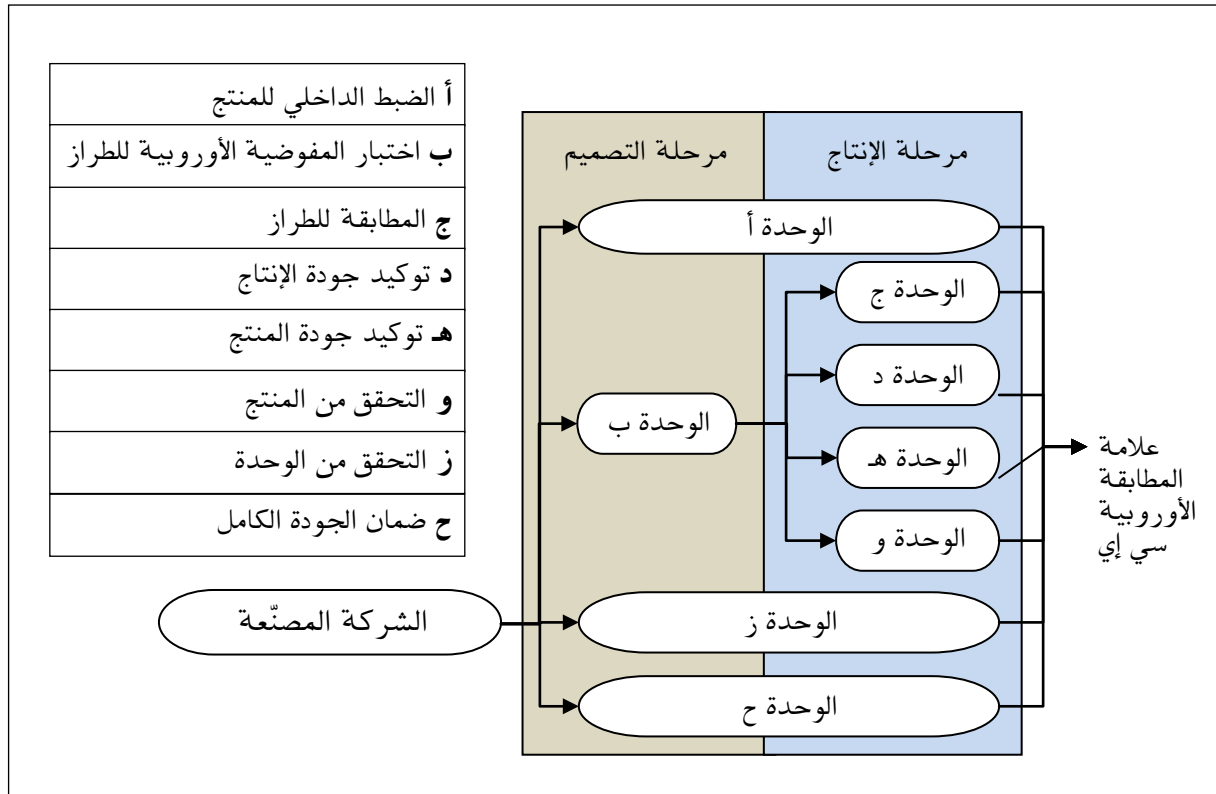 أ الضبط الداخلي للمنتج
ب اختبار المفوضية الأوروبية للطراز
ج المطابقة للطراز
د توكيد جودة الإنتاج
هـ توكيد جودة المنتج
و التحقق من المنتج
ز التحقق من الوحدة
ح ضمان الجودة الكامل
مرحلة التصميم
مرحلة الإنتاج
الوحدة أ
الوحدة ج
الوحدة د
الوحدة ب
الوحدة هـ
الوحدة و
الشركة المصنّعة
الوحدة ز
الوحدة ح
علامة
المطابقة
الأوروبية
سي إي